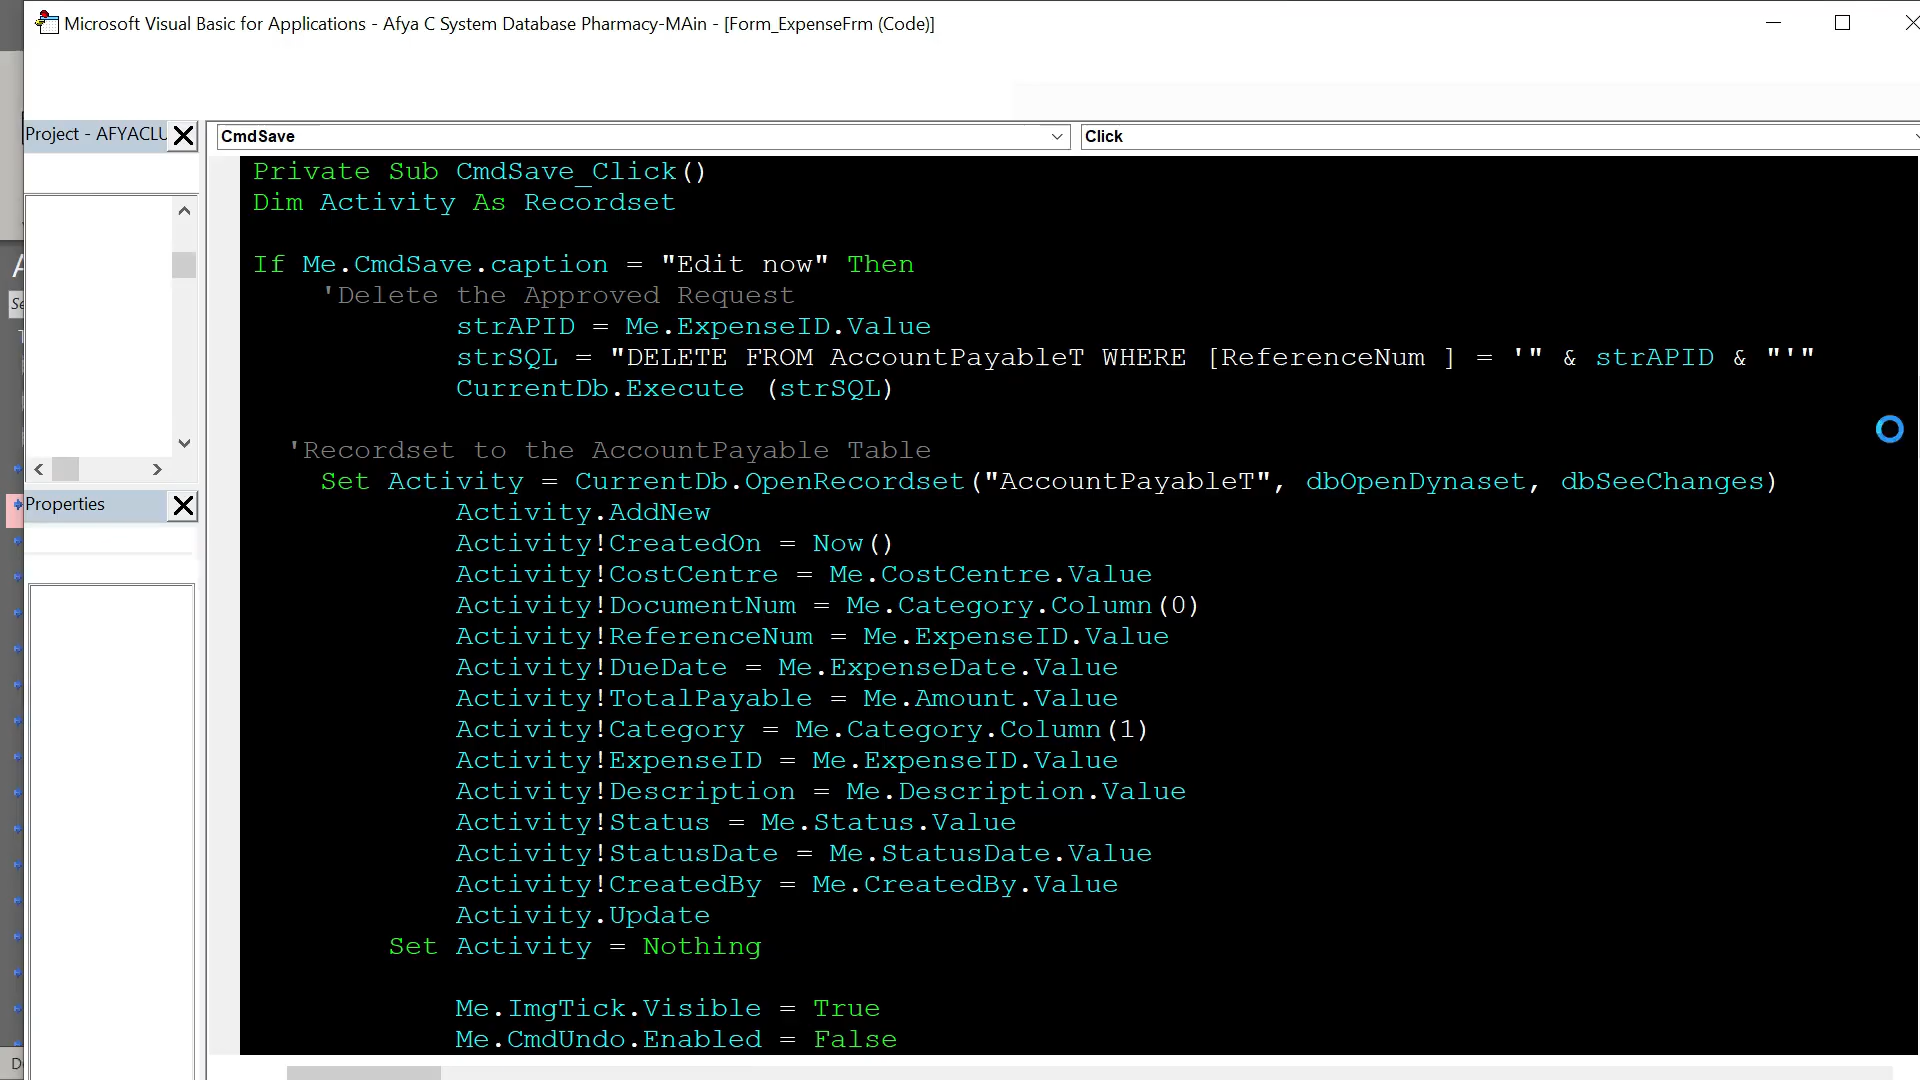 Microsoft Visual Basic for Applications - Afya C System Database Pharmacy-MAin - [Form_ExpenseFrm (Code)]
Project - AFYACLU
CmdSave
Click
Properties
Private Sub CmdSave_Click()
Dim Activity As Recordset
If Me.CmdSave.caption = "Edit now" Then
'Delete the Approved Request
strAPID = Me.ExpenseID.Value
strSQL = "DELETE FROM AccountPayableT WHERE [ReferenceNum ] = '" & strAPID & "'"
CurrentDb.Execute (strSQL)
'Recordset to the AccountPayable Table
Set Activity = CurrentDb.OpenRecordset("AccountPayableT", dbOpenDynaset, dbSeeChanges)
Activity.AddNew
Activity!CreatedOn = Now()
Activity!CostCentre = Me.CostCentre.Value
Activity!DocumentNum = Me.Category.Column(0)
Activity!ReferenceNum = Me.ExpenseID.Value
Activity!DueDate = Me.ExpenseDate.Value
Activity!TotalPayable = Me.Amount.Value
Activity!Category = Me.Category.Column(1)
Activity!ExpenseID = Me.ExpenseID.Value
Activity!Description = Me.Description.Value
Activity!Status = Me.Status.Value
Activity!StatusDate = Me.StatusDate.Value
Activity!CreatedBy = Me.CreatedBy.Value
Activity.Update
Set Activity = Nothing
Me.ImgTick.Visible = True
Me.CmdUndo.Enabled = False